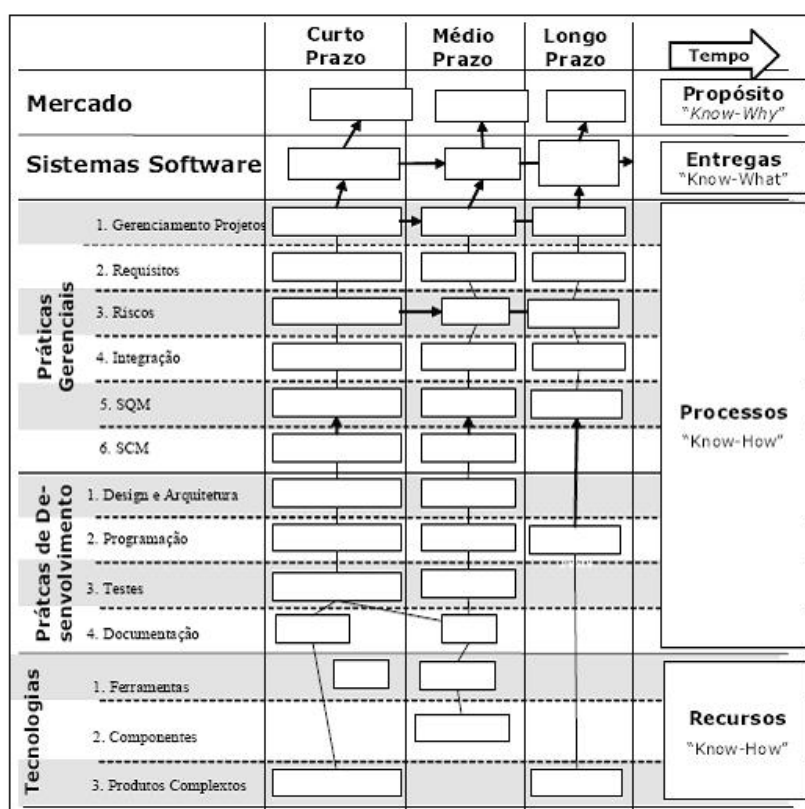 Curto
Prazo
Médio
Prazo
Longo
Prazo
Tempo
Mercado
Propósito
"Know-Why"
Sistemas Software
Entregas
"Know-What"
Práticas
Gerenciais
1. Gerenciamento Projetos
2. Requisitos
3. Riscos
4. Integração
5. SQM
6. SCM
Processos
"Know-How"
Prátcas de De-
senvolvimento
1. Design e Arquitetura
2. Programação
3. Testes
4. Documentação
Tecnologias
1. Ferramentas
2. Componentes
3. Produtos Complextos
Recursos
"Know-How"